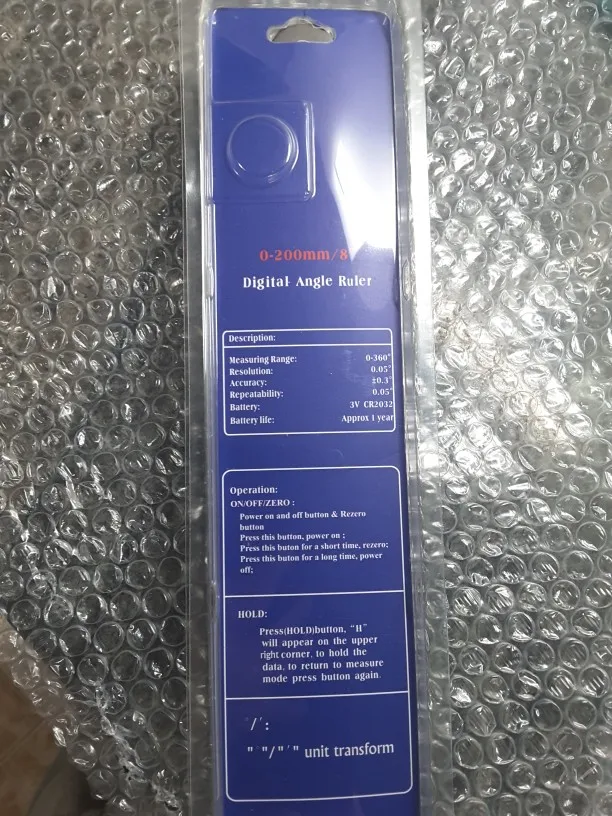 0-200mm/8
Digital Angle Ruler
Description:
Measuring Range: 0-360°
Resolution: 0.05°
Accuracy: ±0.3°
Repeatability: 0.05°
Battery: 3V CR2032
Battery life: Approx 1 year
Operation:
ON/OFF/ZERO :
Power on and off button & Rezero
button
Press this button, power on ;
Press this buton for a short time, rezero;
Press this buton for a long time, power
off;
HOLD:
Press(HOLD)button, "H"
will appear on the upper
right corner, to hold the
data, to return to measure
mode press button again.
°/′:
"°"/"′" unit transform